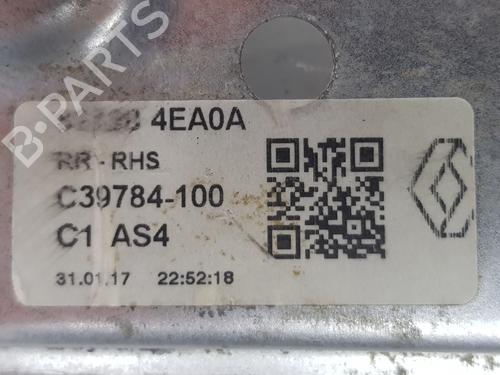 B-PARTS
4EA0A
RR - RHS
C39784-100
C1 AS4
31.01.17 22:52:18